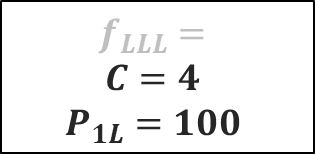 f_LLL =
C = 4
P_1L = 100